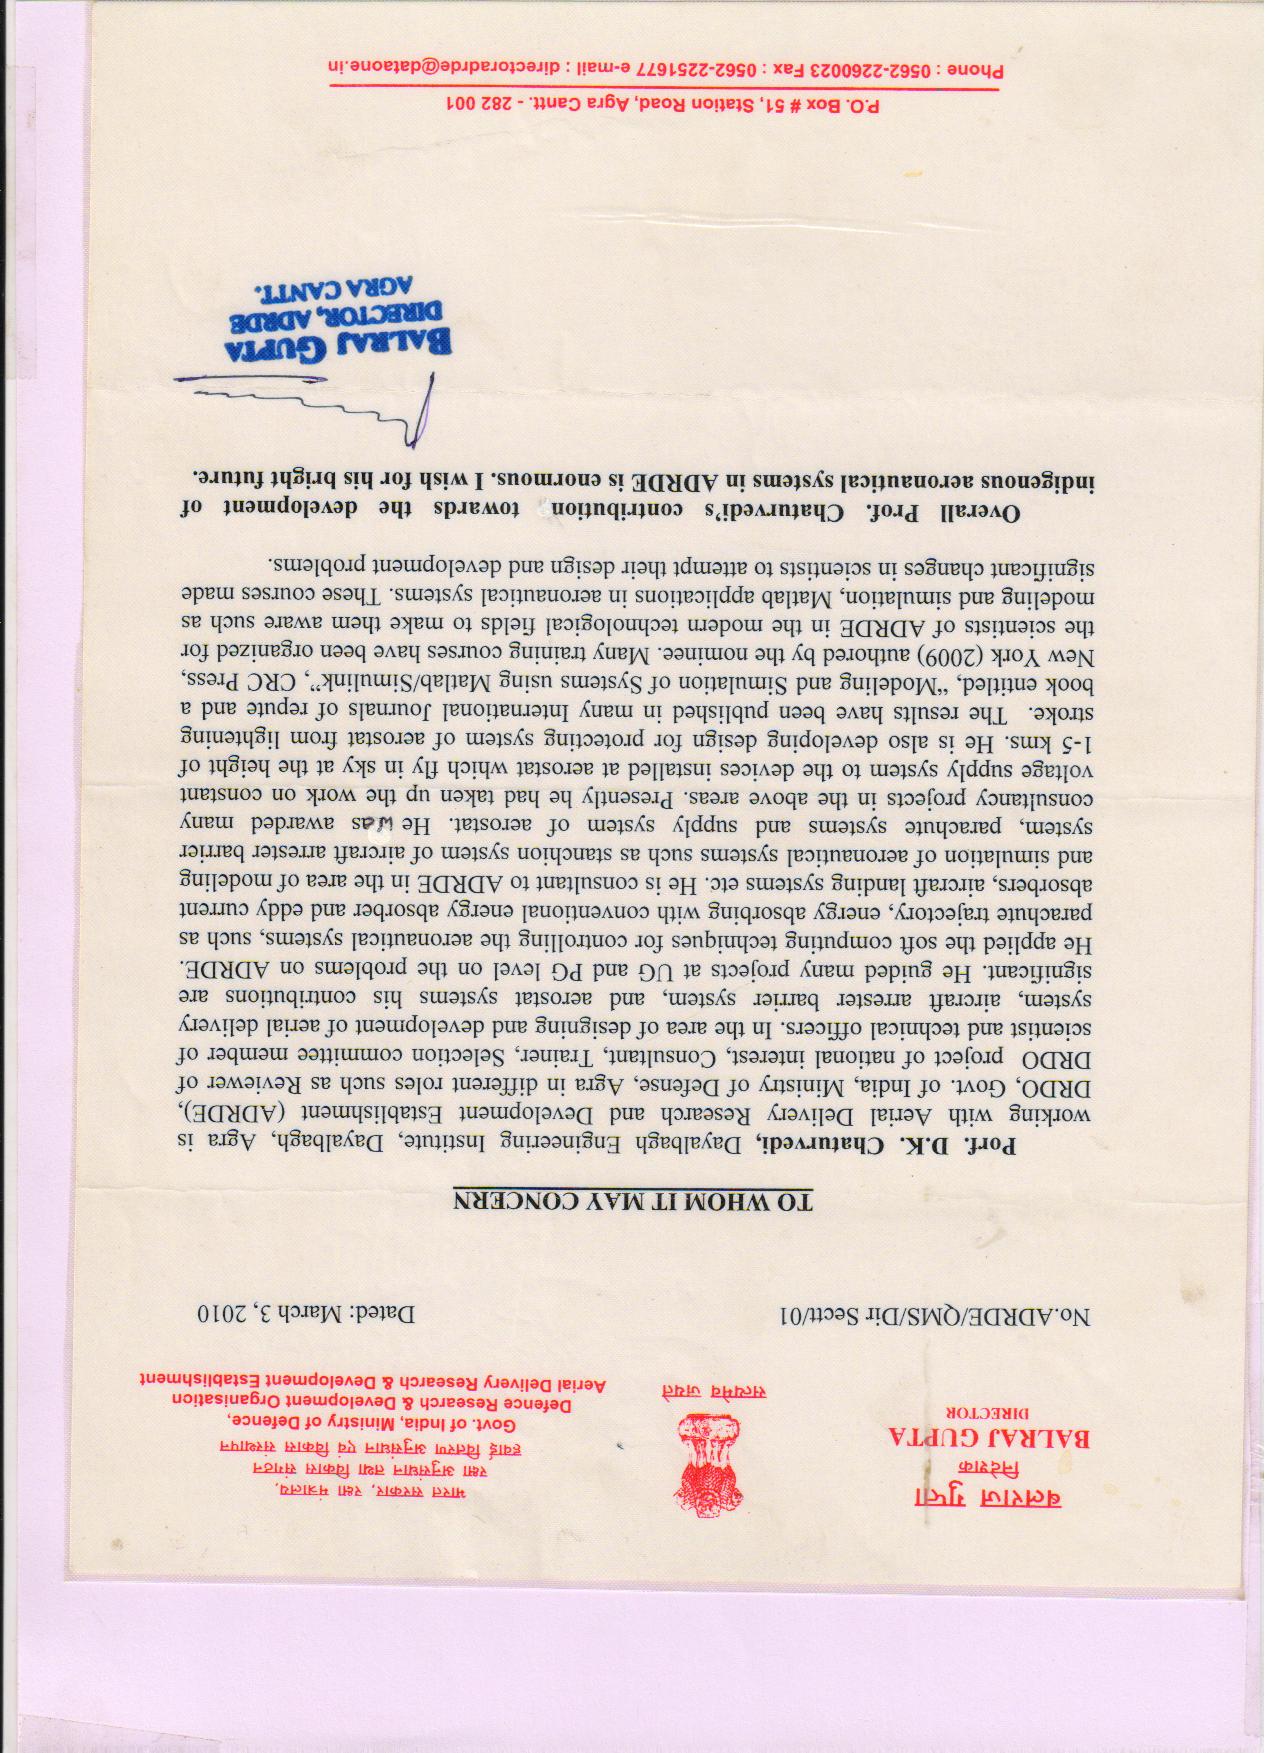 बलराज गुप्ता
निदेशक
BALRAJ GUPTA
DIRECTOR
सत्यमेव जयते
भारत सरकार, रक्षा मंत्रालय,
रक्षा अनुसंधान तथा विकास संगठन
हवाई वितरण अनुसंधान एवं विकास संस्थापन
Govt. of India, Ministry of Defence,
Defence Research & Development Organisation
Aerial Delivery Research & Development Establishment
No.ADRDE/QMS/Dir Sectt/01 Dated: March 3, 2010
TO WHOM IT MAY CONCERN
Porf. D.K. Chaturvedi, Dayalbagh Engineering Institute, Dayalbagh, Agra is
working with Aerial Delivery Research and Development Establishment (ADRDE),
DRDO, Govt. of India, Ministry of Defense, Agra in different roles such as Reviewer of
DRDO project of national interest, Consultant, Trainer, Selection committee member of
scientist and technical officers. In the area of designing and development of aerial delivery
system, aircraft arrester barrier system, and aerostat systems his contributions are
significant. He guided many projects at UG and PG level on the problems on ADRDE.
He applied the soft computing techniques for controlling the aeronautical systems, such as
parachute trajectory, energy absorbing with conventional energy absorber and eddy current
absorbers, aircraft landing systems etc. He is consultant to ADRDE in the area of modeling
and simulation of aeronautical systems such as stanchion system of aircraft arrester barrier
system, parachute systems and supply system of aerostat. He was awarded many
consultancy projects in the above areas. Presently he had taken up the work on constant
voltage supply system to the devices installed at aerostat which fly in sky at the height of
1-5 kms. He is also developing design for protecting system of aerostat from lightening
stroke. The results have been published in many International Journals of repute and a
book entitled, “Modeling and Simulation of Systems using Matlab/Simulink”, CRC Press,
New York (2009) authored by the nominee. Many training courses have been organized for
the scientists of ADRDE in the modern technological fields to make them aware such as
modeling and simulation, Matlab applications in aeronautical systems. These courses made
significant changes in scientists to attempt their design and development problems.
Overall Prof. Chaturvedi’s contribution towards the development of
indigenous aeronautical systems in ADRDE is enormous. I wish for his bright future.
BALRAJ GUPTA
DIRECTOR, ADRDE
AGRA CANTT.
P.O. Box # 51, Station Road, Agra Cantt. - 282 001
Phone : 0562-2260023 Fax : 0562-2251677 e-mail : directoradrde@dataone.in